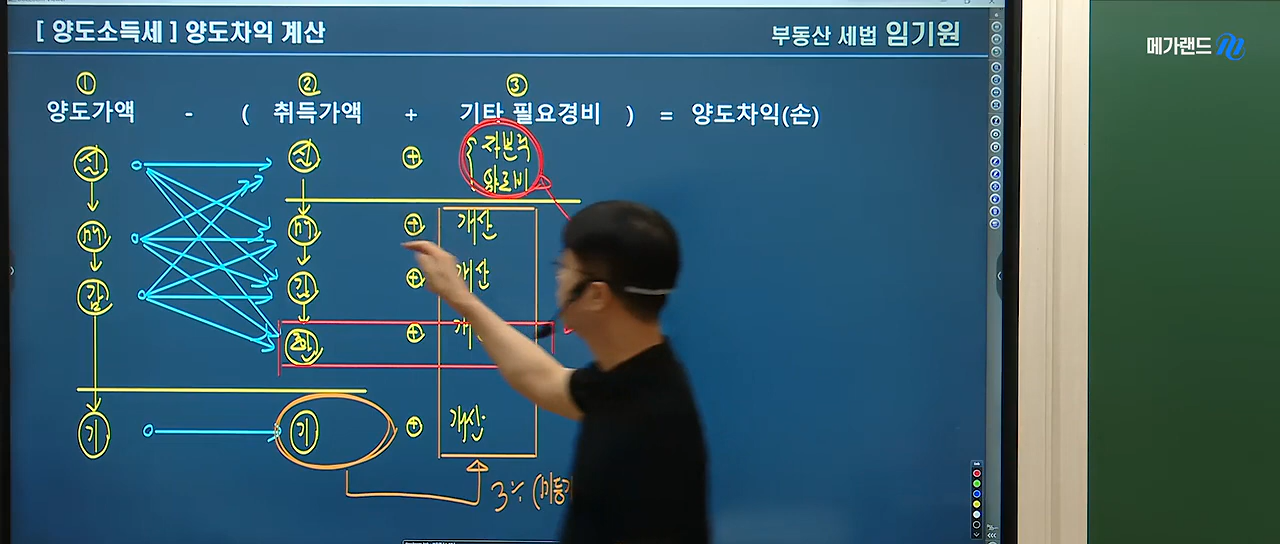 [ 양도소득세 ] 양도차익 계산
부동산 세법 임기원
메가랜드
① ② ③
양도가액 - ( 취득가액 + 기타 필요경비 ) = 양도차익(손)
실 실 + 자본적
양도비
매 매 + 개산
감 감 + 개산
환 + 개
기 기 + 개산
3%